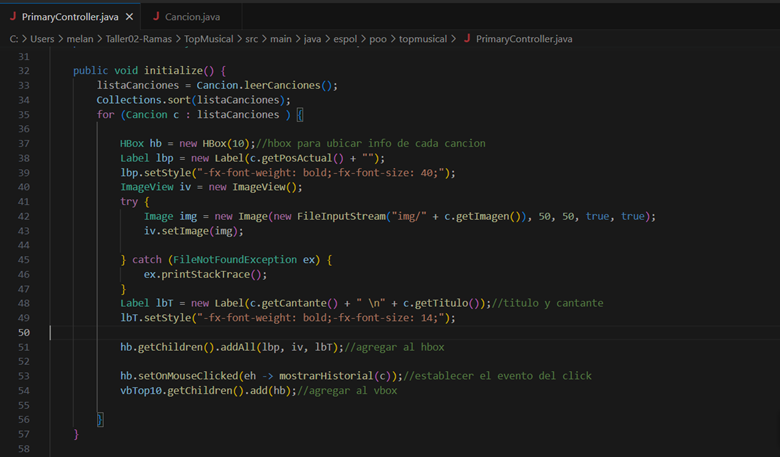 J PrimaryController.java × J Cancion.java
C: > Users > melan > Taller02-Ramas > TopMusical > src > main > java > espol > poo > topmusical > J PrimaryController.java
31
32 public void initialize() {
33 listaCanciones = Cancion.leerCanciones();
34 Collections.sort(listaCanciones);
35 for (Cancion c : listaCanciones ) {
36
37 HBox hb = new HBox(10);//hbox para ubicar info de cada cancion
38 Label lbp = new Label(c.getPosActual() + "");
39 lbp.setStyle("-fx-font-weight: bold;-fx-font-size: 40;");
40 ImageView iv = new ImageView();
41 try {
42 Image img = new Image(new FileInputStream("img/" + c.getImagen()), 50, 50, true, true);
43 iv.setImage(img);
44
45 } catch (FileNotFoundException ex) {
46 ex.printStackTrace();
47 }
48 Label lbT = new Label(c.getCantante() + " \n" + c.getTitulo());//titulo y cantante
49 lbT.setStyle("-fx-font-weight: bold;-fx-font-size: 14;");
50
51 hb.getChildren().addAll(lbp, iv, lbT);//agregar al hbox
52
53 hb.setOnMouseClicked(eh -> mostrarHistorial(c));//establecer el evento del click
54 vbTop10.getChildren().add(hb);//agregar al vbox
55
56 }
57 }
58